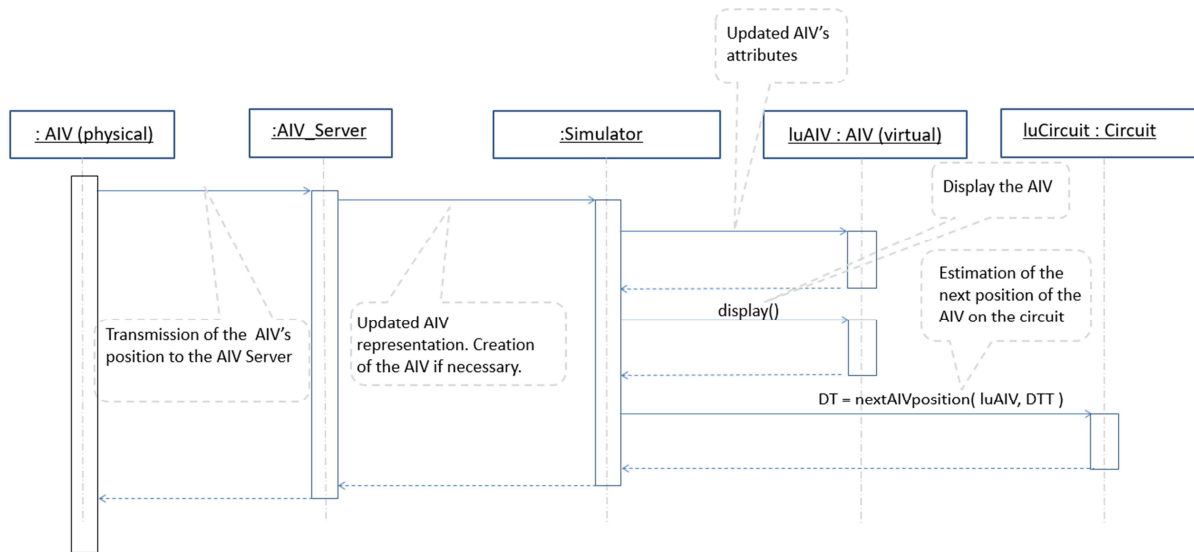 Updated AIV's
attributes
: AIV (physical)
:AIV_Server
:Simulator
luAIV : AIV (virtual)
luCircuit : Circuit
Display the AIV
Estimation of the
next position of the
AIV on the circuit
display()
Transmission of the AIV's
position to the AIV Server
Updated AIV
representation. Creation
of the AIV if necessary.
DT = nextAIVposition( luAIV, DTT )